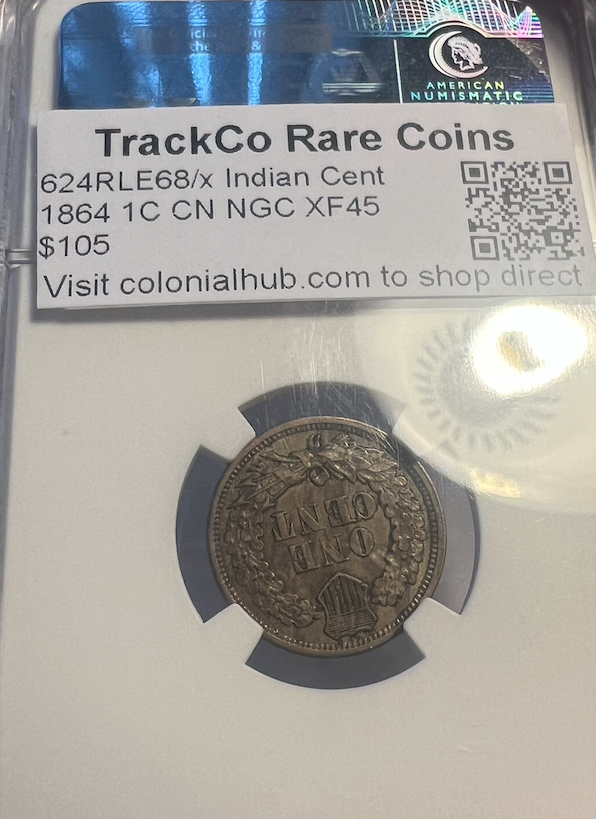 AMERICAN
NUMISMATIC
TrackCo Rare Coins
624RLE68/x Indian Cent
1864 1C CN NGC XF45
$105
Visit colonialhub.com to shop direct
ONE
CENT